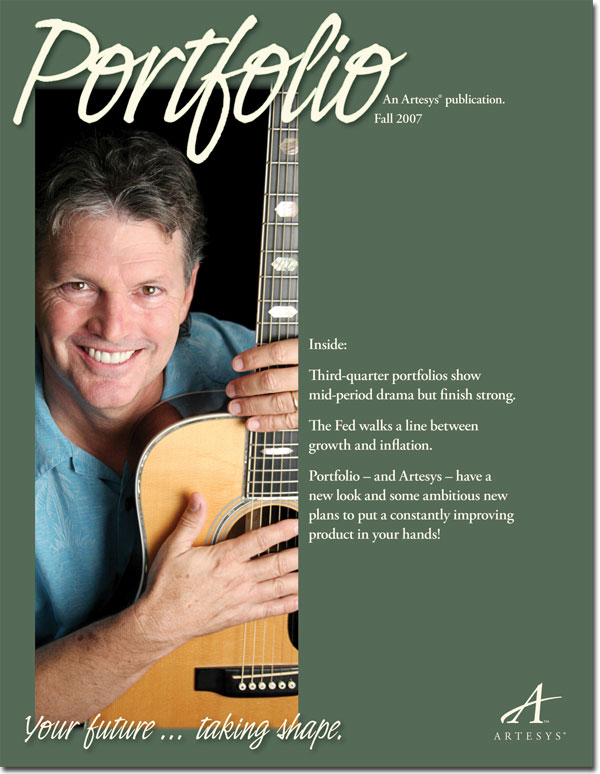 Portfolio
An Artesys® publication.
Fall 2007
Inside:
Third-quarter portfolios show
mid-period drama but finish strong.
The Fed walks a line between
growth and inflation.
Portfolio – and Artesys – have a
new look and some ambitious new
plans to put a constantly improving
product in your hands!
Your future ... taking shape.
A™
ARTESYS®